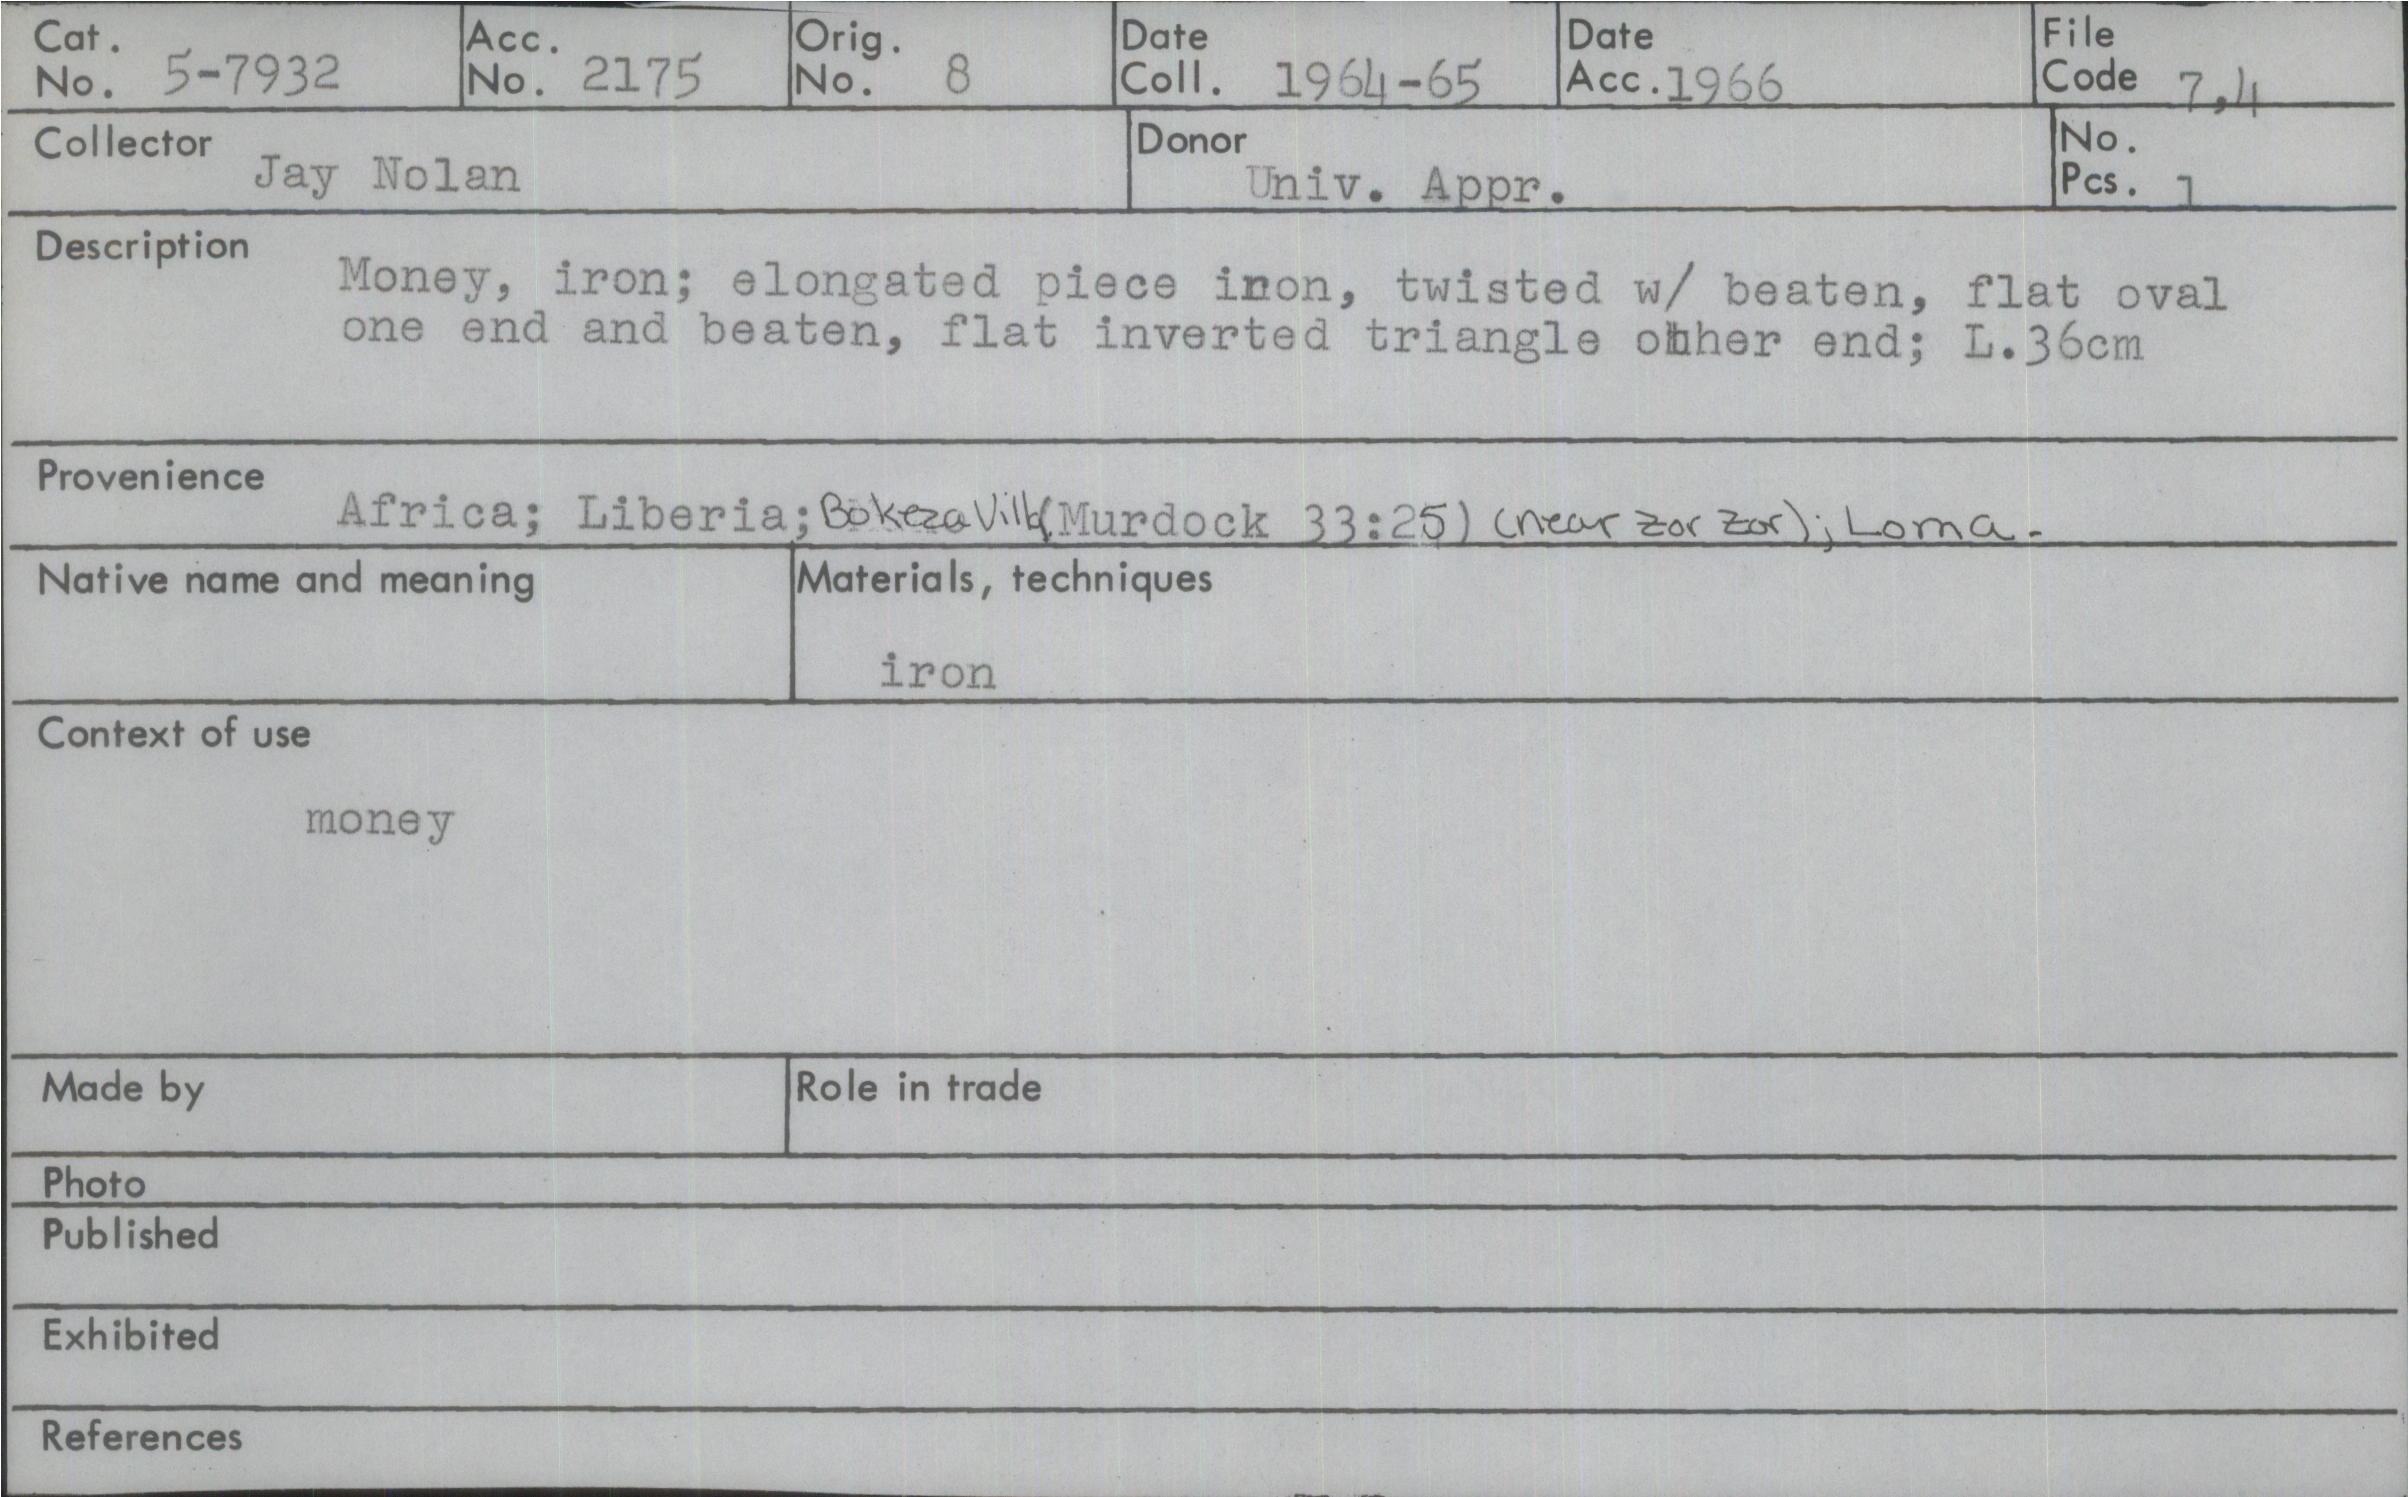 Cat. No. 5-7932 Acc. No. 2175 Orig. No. 8 Date Coll. 1964-65 Date Acc. 1966 File Code 7,4
Collector Jay Nolan Donor Univ. Appr. No. Pcs. 1
Description
Money, iron; elongated piece iron, twisted w/ beaten, flat oval
one end and beaten, flat inverted triangle other end; L.36cm
Provenience
Africa; Liberia; Bokeza Vill. (Murdock 33:25) (near Zor Zor); Loma.
Native name and meaning Materials, techniques
iron
Context of use
money
Made by Role in trade
Photo
Published
Exhibited
References